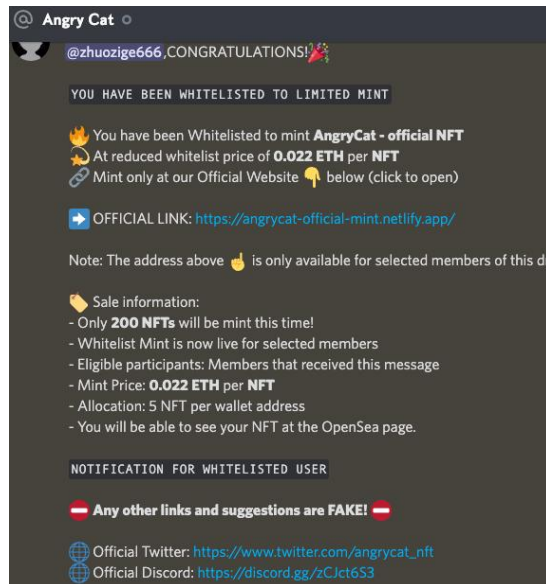 @ Angry Cat
@zhuozige666,CONGRATULATIONS!🎉
YOU HAVE BEEN WHITELISTED TO LIMITED MINT
🔥 You have been Whitelisted to mint AngryCat - official NFT
💫 At reduced whitelist price of 0.022 ETH per NFT
🔗 Mint only at our Official Website 👇 below (click to open)
➡️ OFFICIAL LINK: https://angrycat-official-mint.netlify.app/
Note: The address above ☝️ is only available for selected members of this d
🏷️ Sale information:
- Only 200 NFTs will be mint this time!
- Whitelist Mint is now live for selected members
- Eligible participants: Members that received this message
- Mint Price: 0.022 ETH per NFT
- Allocation: 5 NFT per wallet address
- You will be able to see your NFT at the OpenSea page.
NOTIFICATION FOR WHITELISTED USER
⛔ Any other links and suggestions are FAKE! ⛔
🌐 Official Twitter: https://www.twitter.com/angrycat_nft
🌐 Official Discord: https://discord.gg/zCJct6S3